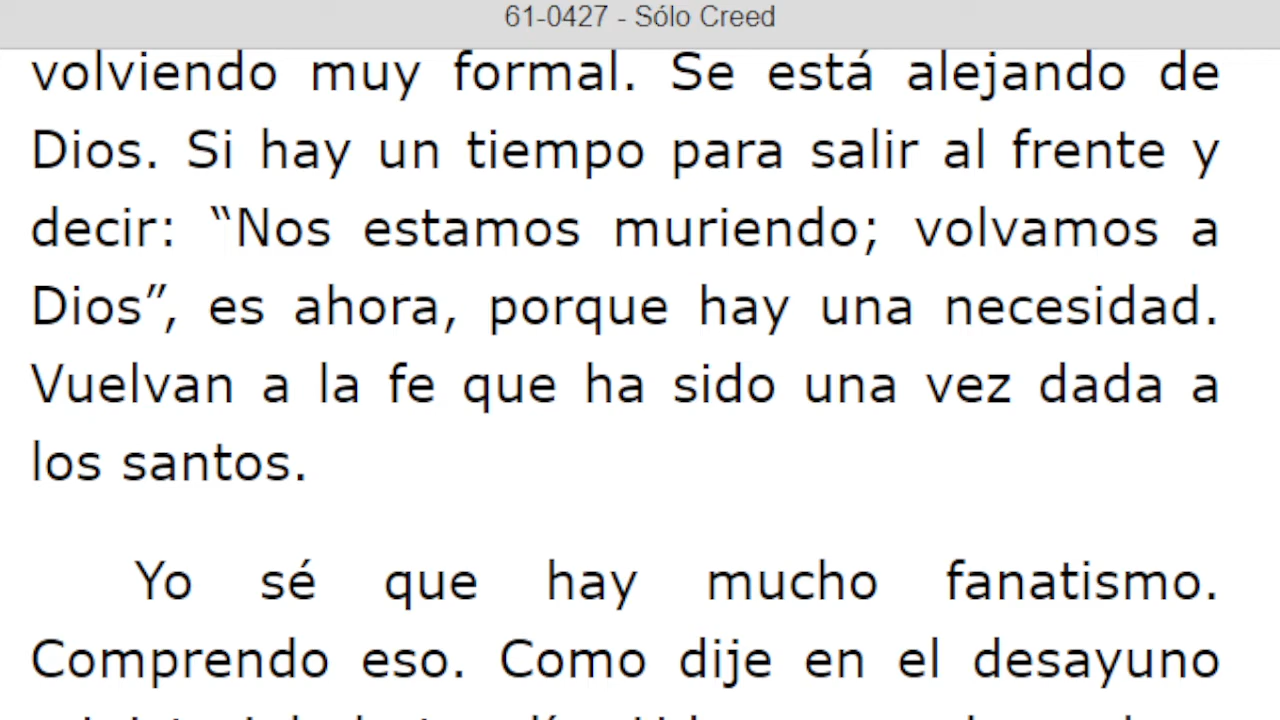 61-0427 - Sólo Creed
volviendo muy formal. Se está alejando de
Dios. Si hay un tiempo para salir al frente y
decir: “Nos estamos muriendo; volvamos a
Dios”, es ahora, porque hay una necesidad.
Vuelvan a la fe que ha sido una vez dada a
los santos.
Yo sé que hay mucho fanatismo.
Comprendo eso. Como dije en el desayuno